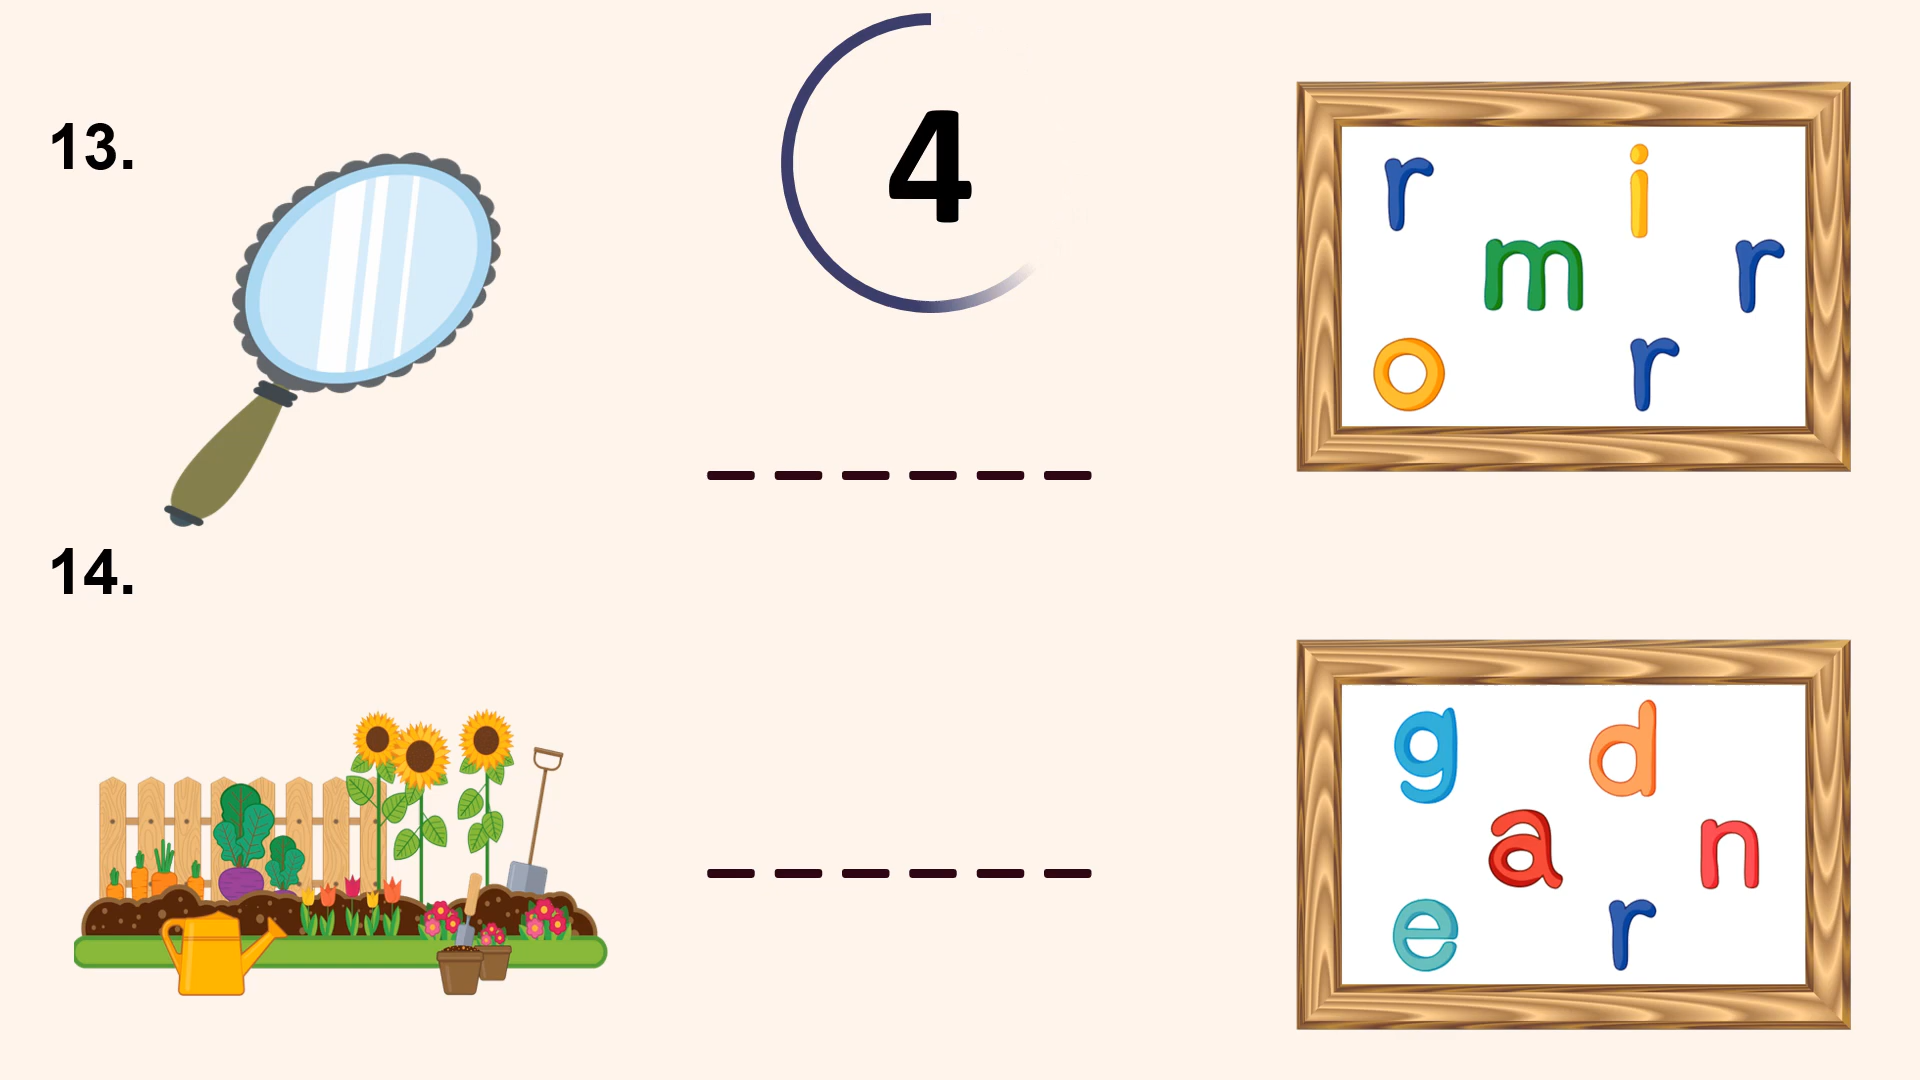 13.
4
r i
m r
o r
_ _ _ _ _ _
14.
g d
a n
e r
_ _ _ _ _ _